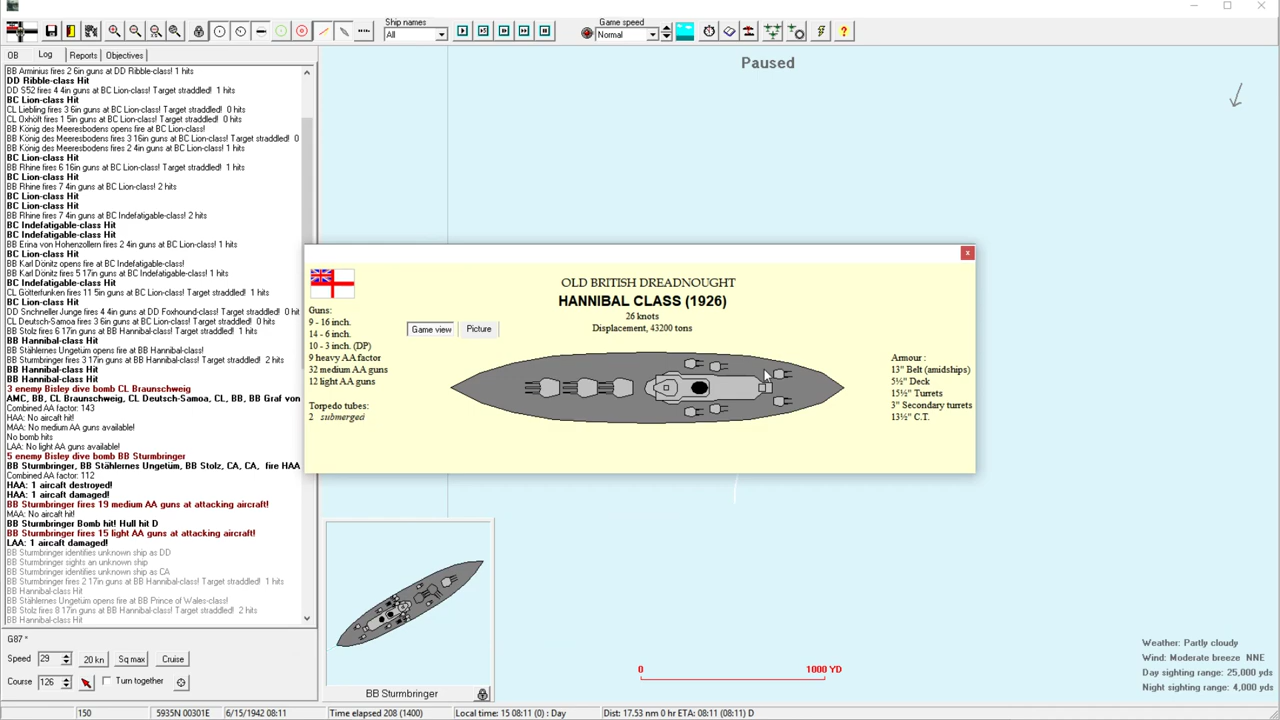 Ship names
All
Game speed
Normal
OB
Log
Reports
Objectives
BB Arminius fires 2 6in guns at DD Ribble-class! 1 hits
DD Ribble-class Hit
DD S52 fires 4 4in guns at BC Lion-class! Target straddled! 1 hits
BC Lion-class Hit
CL Liebling fires 3 6in guns at BC Lion-class! Target straddled! 0 hits
CL Oxhöft fires 1 5in guns at BC Lion-class! Target straddled! 0 hits
BB König des Meeresbodens opens fire at BC Lion-class!
BB König des Meeresbodens fires 3 16in guns at BC Lion-class! Target straddled! 0
BB König des Meeresbodens fires 2 4in guns at BC Lion-class! 1 hits
BC Lion-class Hit
BB Rhine fires 6 16in guns at BC Lion-class! Target straddled! 1 hits
BC Lion-class Hit
BB Rhine fires 7 4in guns at BC Lion-class! 2 hits
BC Lion-class Hit
BC Lion-class Hit
BB Rhine fires 7 4in guns at BC Indefatigable-class! 2 hits
BC Indefatigable-class Hit
BC Indefatigable-class Hit
BB Erina von Hohenzollern fires 2 4in guns at BC Lion-class! 1 hits
BC Lion-class Hit
BB Karl Dönitz opens fire at BC Indefatigable-class!
BB Karl Dönitz fires 5 17in guns at BC Indefatigable-class! 1 hits
BC Indefatigable-class Hit
CL Götterfunken fires 11 5in guns at BC Lion-class! Target straddled! 1 hits
BC Lion-class Hit
DD Snchneller Junge fires 4 4in guns at DD Foxhound-class! Target straddled! 1 hits
CL Deutsch-Samoa fires 3 6in guns at BC Lion-class! Target straddled! 0 hits
BB Stolz fires 6 17in guns at BB Hannibal-class! Target straddled! 1 hits
BB Hannibal-class Hit
BB Stählernes Ungetüm opens fire at BB Hannibal-class!
BB Sturmbringer fires 3 17in guns at BB Hannibal-class! Target straddled! 2 hits
BB Hannibal-class Hit
BB Hannibal-class Hit
3 enemy Bisley dive bomb CL Braunschweig
AMC, BB, CL Braunschweig, CL Deutsch-Samoa, CL, BB, BB Graf von
Combined AA factor: 143
HAA: No aircraft hit!
MAA: No medium AA guns available!
No bomb hits
LAA: No light AA guns available!
5 enemy Bisley dive bomb BB Sturmbringer
BB Sturmbringer, BB Stählernes Ungetüm, BB Stolz, CA, CA, fire HAA
Combined AA factor: 112
HAA: 1 aircaft destroyed!
HAA: 1 aircaft damaged!
BB Sturmbringer fires 19 medium AA guns at attacking aircraft!
MAA: No aircaft hit!
BB Sturmbringer Bomb hit! Hull hit D
BB Sturmbringer fires 15 light AA guns at attacking aircaft!
LAA: 1 aircaft damaged!
BB Sturmbringer identifies unknown ship as DD
BB Sturmbringer sights an unknown ship
BB Sturmbringer identifies unknown ship as CA
BB Sturmbringer fires 2 17in guns at BB Hannibal-class! Target straddled! 1 hits
BB Hannibal-class Hit
BB Stählernes Ungetüm opens fire at BB Prince of Wales-class!
BB Stolz fires 8 17in guns at BB Hannibal-class! Target straddled! 2 hits
BB Hannibal-class Hit
G87 *
Speed 29 20 kn Sq max Cruise
Course 126 Turn together
Paused
x
OLD BRITISH DREADNOUGHT
HANNIBAL CLASS (1926)
26 knots
Displacement, 43200 tons
Game view
Picture
Guns:
9 - 16 inch.
14 - 6 inch.
10 - 3 inch. (DP)
9 heavy AA factor
32 medium AA guns
12 light AA guns
Torpedo tubes:
2 submerged
Armour :
13" Belt (amidships)
5½" Deck
15½" Turrets
3" Secondary turrets
13½" C.T.
BB Sturmbringer
0 1000 YD
Weather: Partly cloudy
Wind: Moderate breeze NNE
Day sighting range: 25,000 yds
Night sighting range: 4,000 yds
150
5935N 00301E
6/15/1942 08:11
Time elapsed 208 (1400)
Local time: 15 08:11 (0) : Day
Dist: 17.53 nm 0 hr ETA: 08:11 (08:11) D